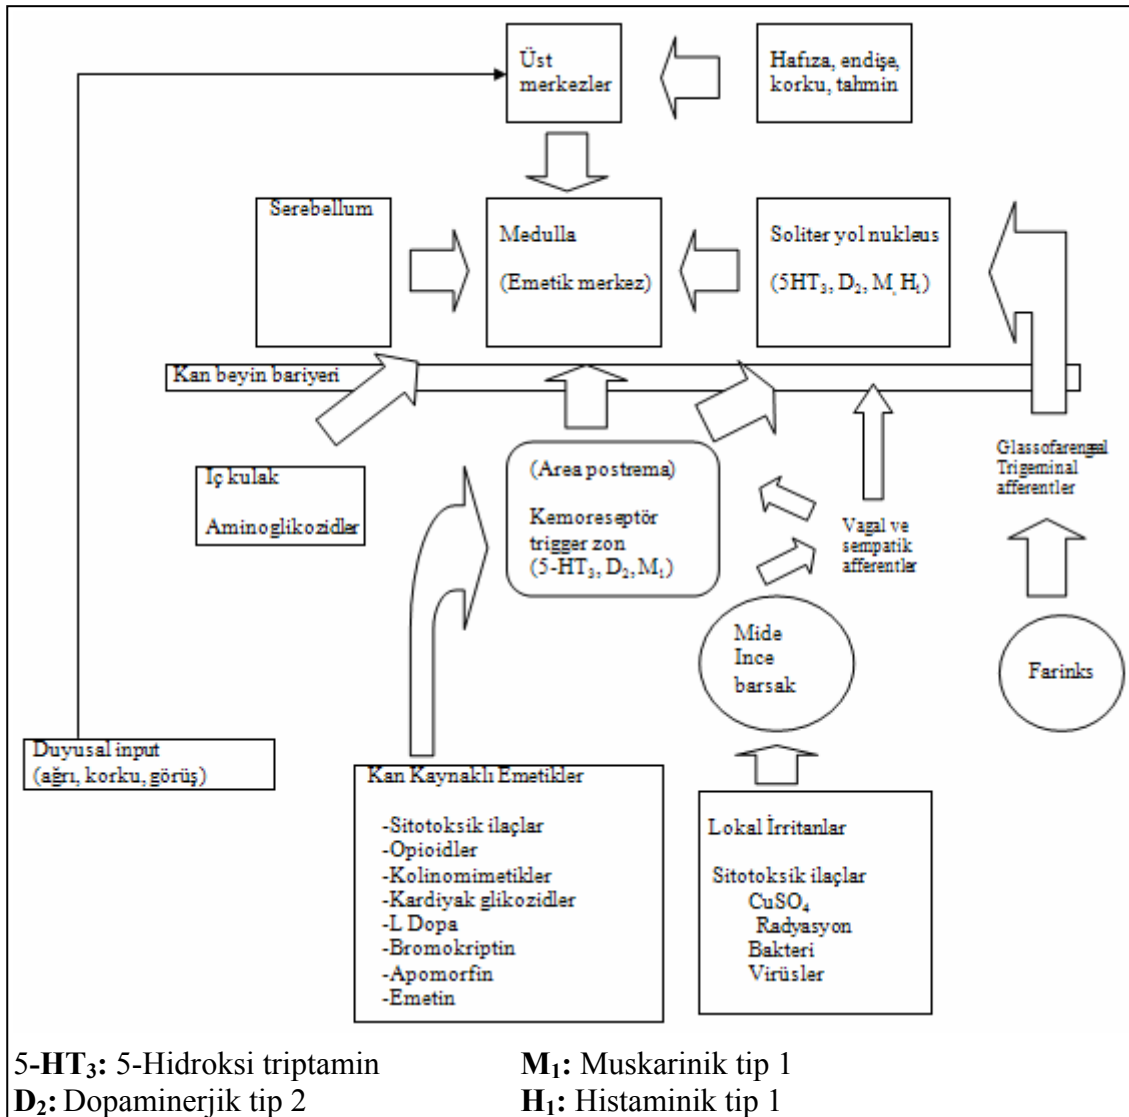 Üst
merkezler
Hafıza, endişe,
korku, tahmin
Serebellum
Medulla
(Emetik merkez)
Soliter yol nukleus
(5HT3, D2, M, H1)
Kan beyin bariyeri
İç kulak
Aminoglikozidler
(Area postrema)
Kemoreseptör
trigger zon
(5-HT3, D2, M1)
Vagal ve
sempatik
afferentler
Glassofarengeal
Trigeminal
afferentler
Mide
Ince
barsak
Farinks
Duyusal input
(ağrı, korku, görüş)
Kan Kaynaklı Emetikler
-Sitotoksik ilaçlar
-Opioidler
-Kolinomimetikler
-Kardiyak glikozidler
-L Dopa
-Bromokriptin
-Apomorfin
-Emetin
Lokal İrritanlar
Sitotoksik ilaçlar
CuSO4
Radyasyon
Bakteri
Virüsler
5-HT3: 5-Hidroksi triptamin
M1: Muskarinik tip 1
D2: Dopaminerjik tip 2
H1: Histaminik tip 1